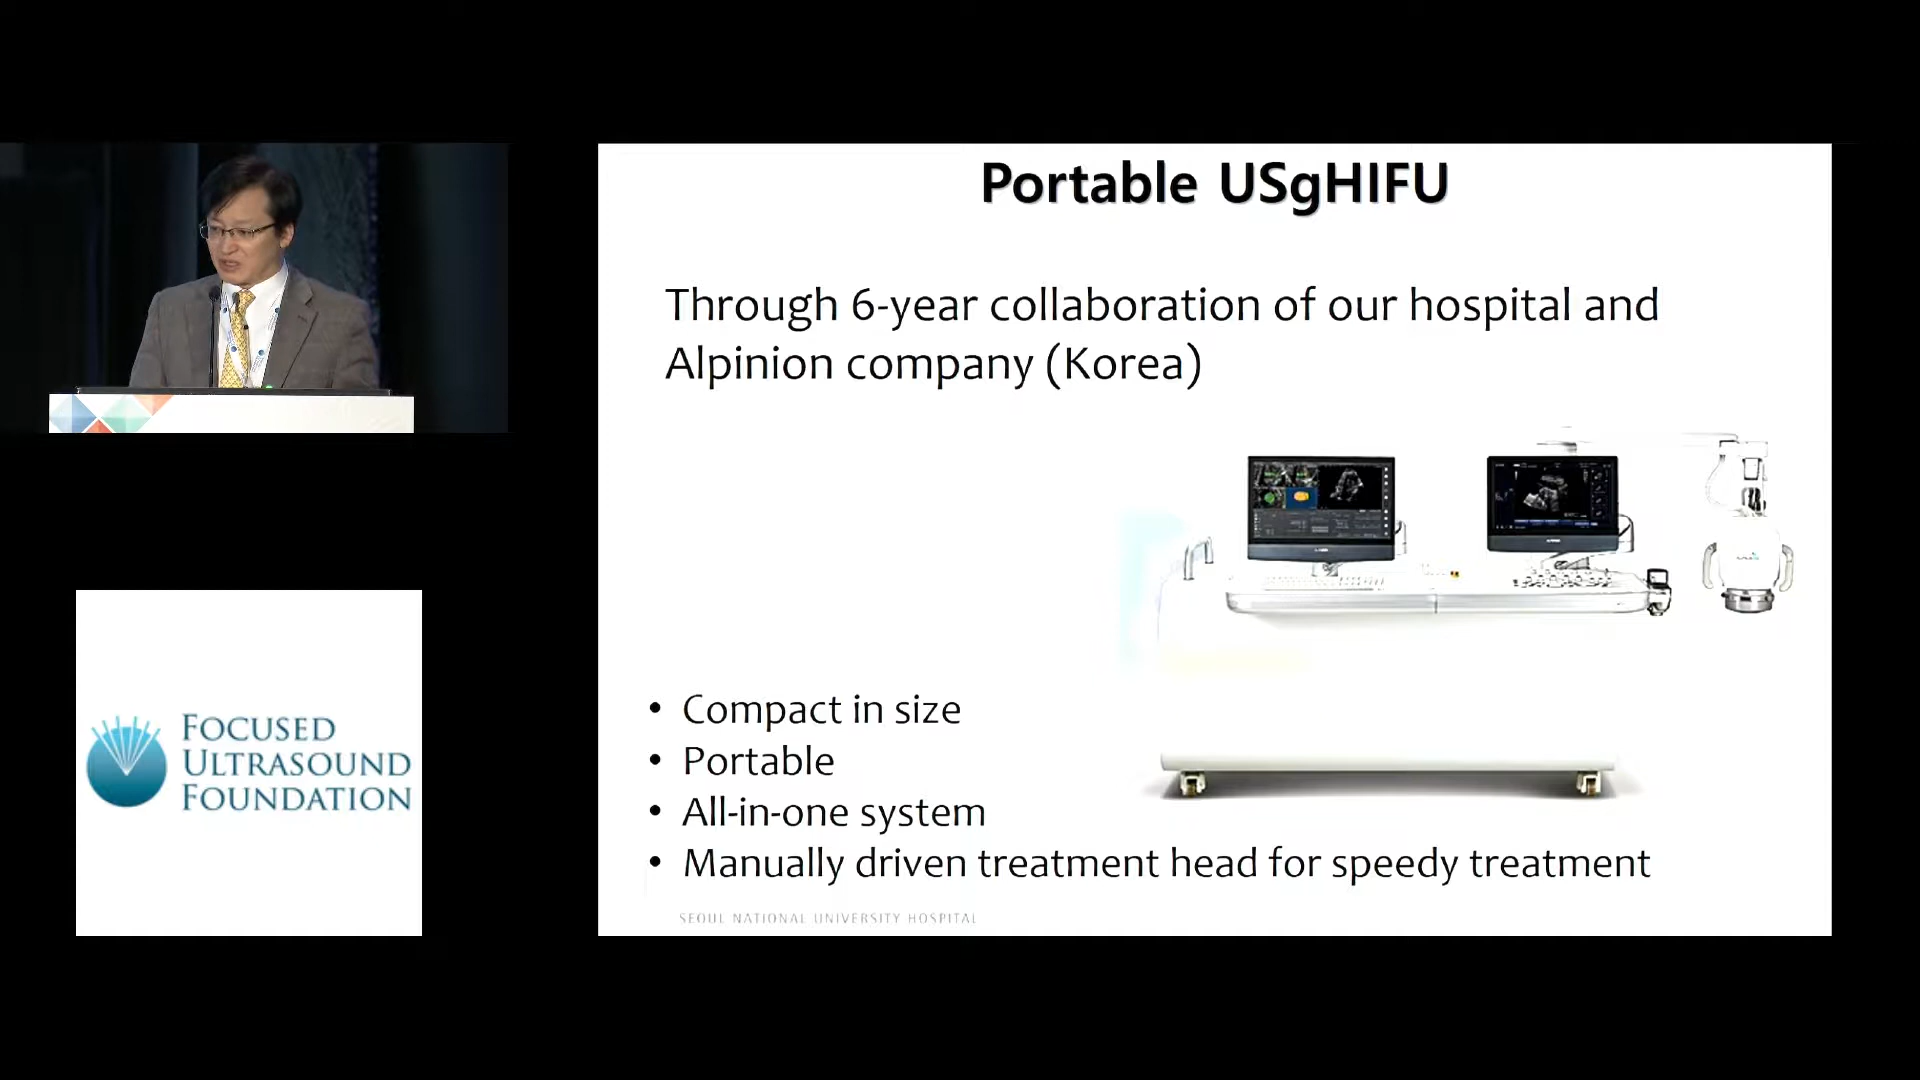 Portable USgHIFU
Through 6-year collaboration of our hospital and
Alpinion company (Korea)
• Compact in size
• Portable
• All-in-one system
• Manually driven treatment head for speedy treatment
SEOUL NATIONAL UNIVERSITY HOSPITAL
FOCUSED
ULTRASOUND
FOUNDATION